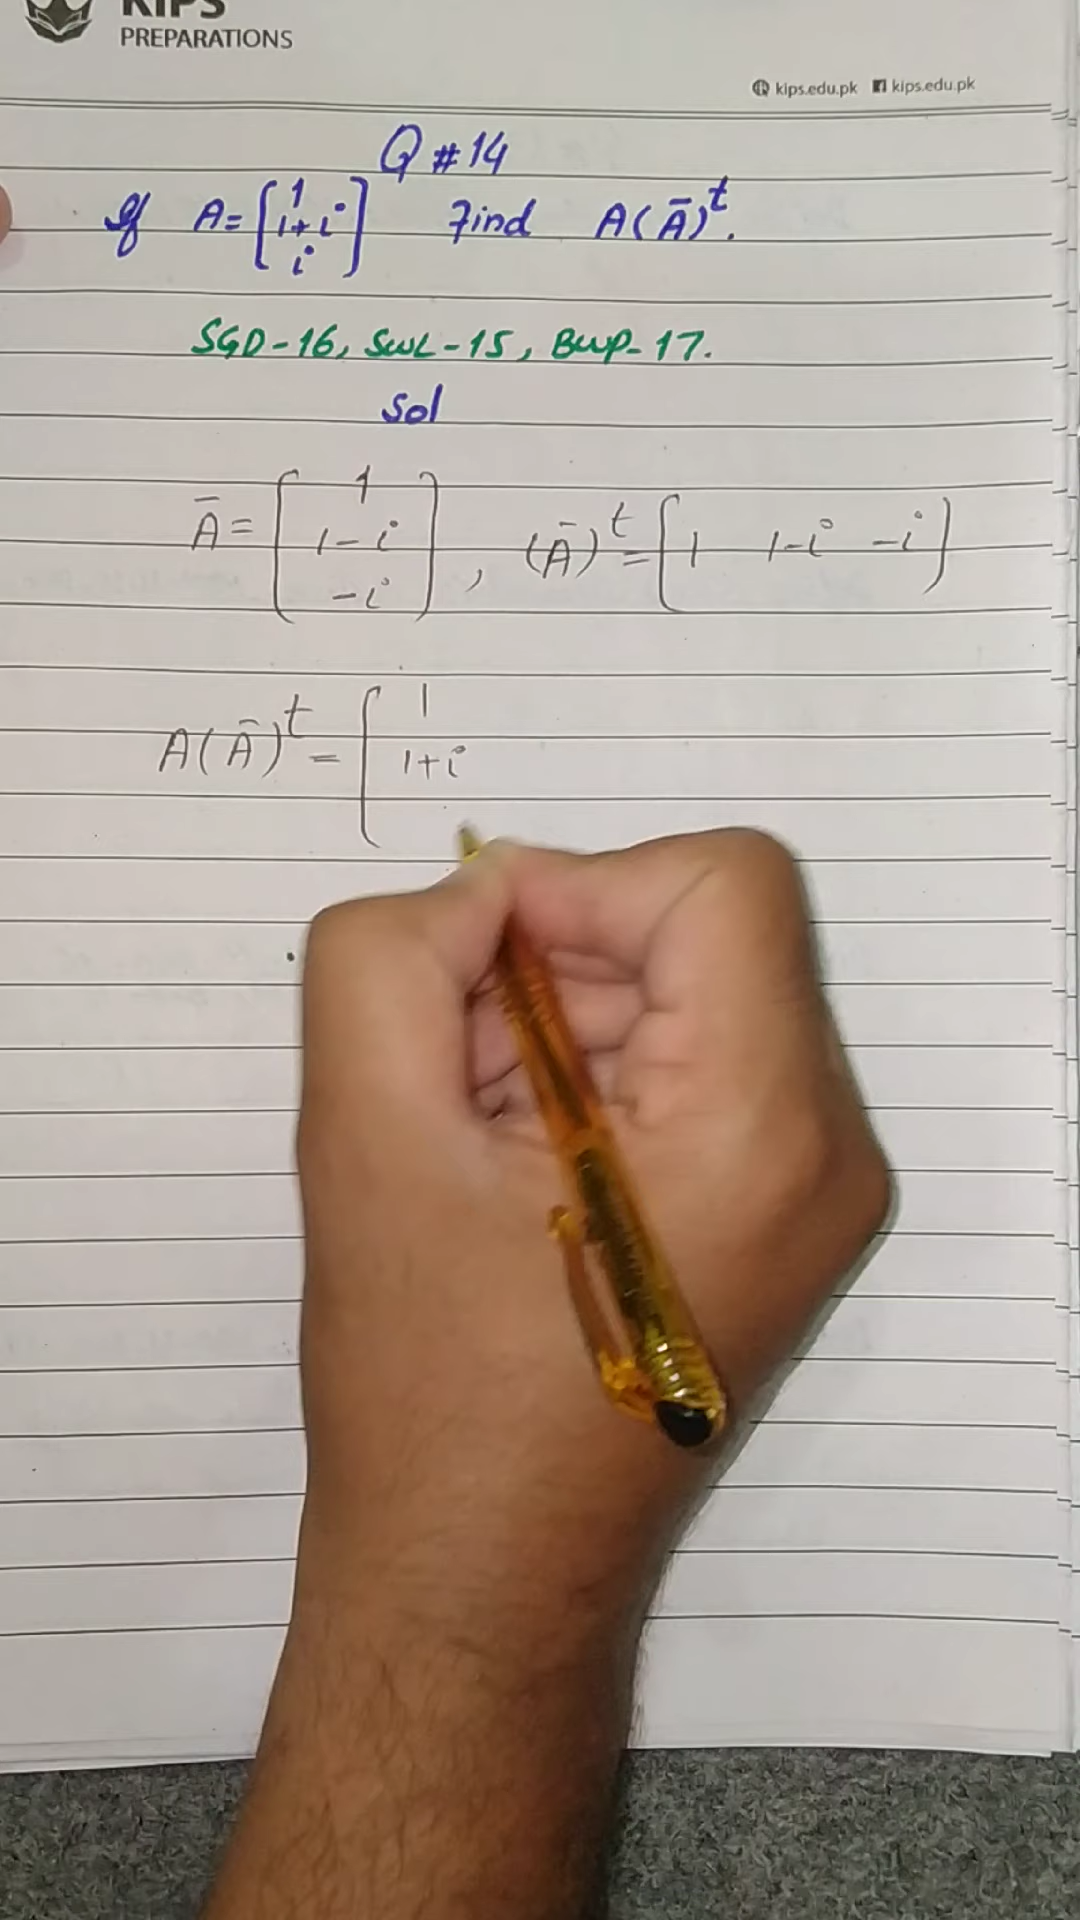 KIPS
PREPARATIONS
kips.edu.pk kips.edu.pk
Q # 14
If A = [1 1+i i] Find A(Ā)ᵗ.
SGD-16, SWL-15, BWP-17.
Sol
Ā = [1 1-i -i], (Ā)ᵗ = [1 1-i -i]
A(Ā)ᵗ = [1 1+i